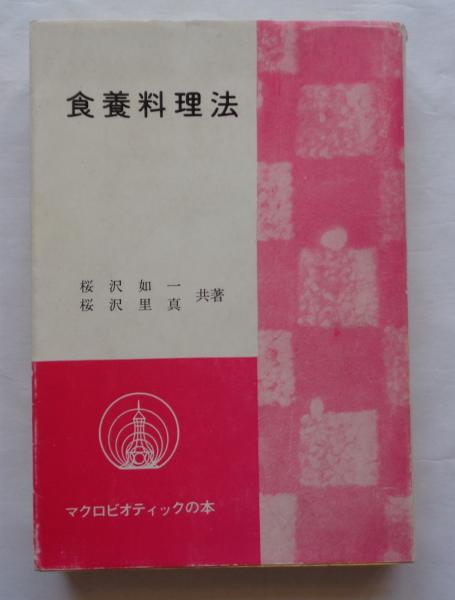 食養料理法
桜沢如一
桜沢里真
共著
マクロビオティックの本